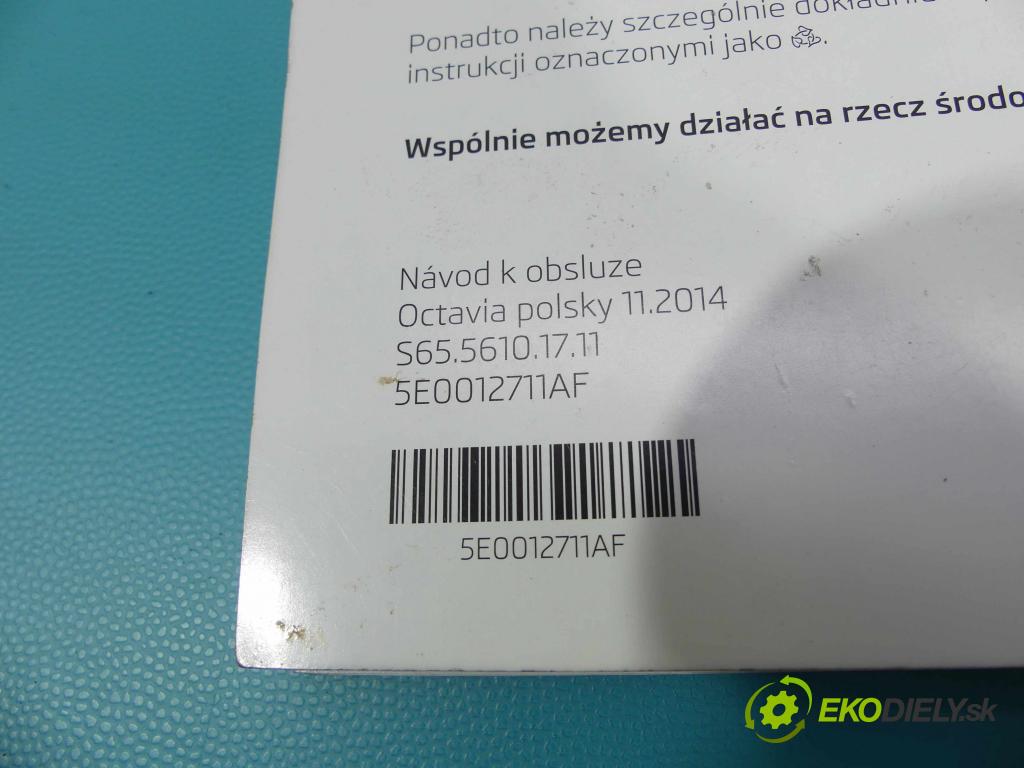 Ponadto należy szczególnie
instrukcji oznaczonymi jako
Wspólnie możemy działać na rzecz
Návod k obsluze
Octavia polsky 11.2014
S65.5610.17.11
5E0012711AF
5E0012711AF
EKODIELY.sk